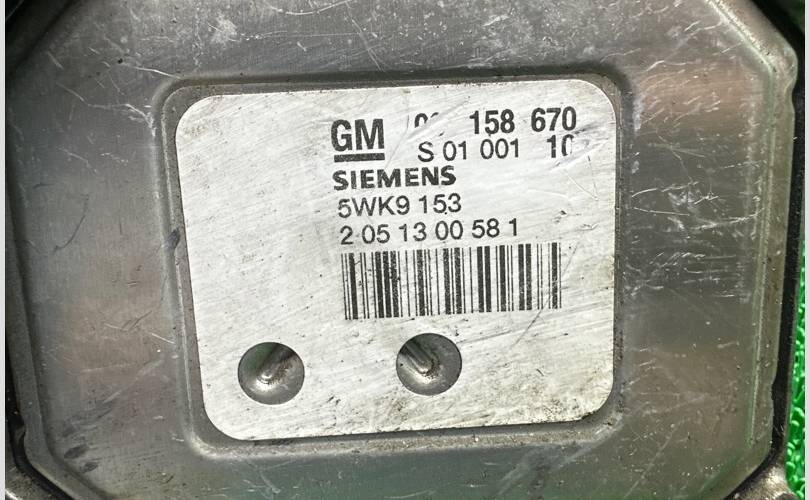 GM 158 670
S 01 001
SIEMENS
5WK9 153
2 05 13 00 58 1